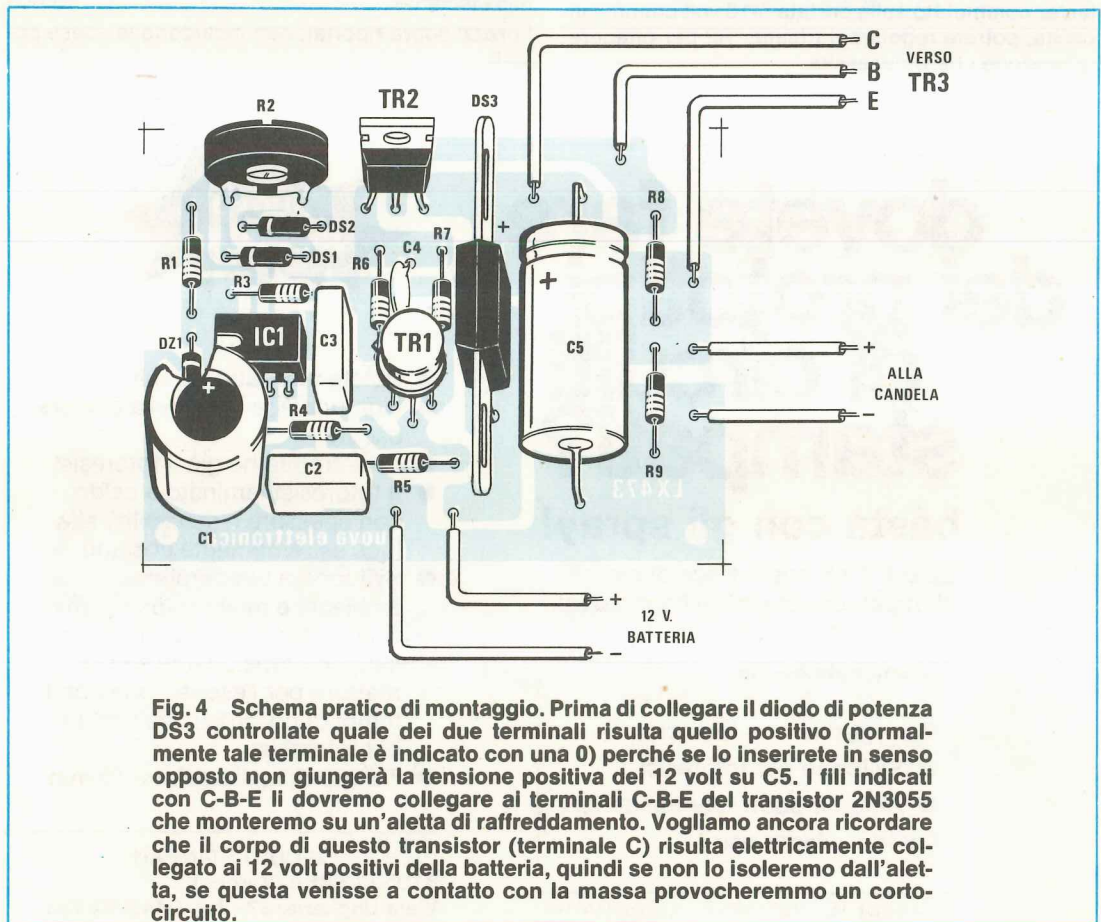 C
VERSO
B
TR3
E
R2
TR2
DS3
+
R8
DS2
R7
C4
R1
DS1
R6
R3
+
IC1
C3
TR1
C5
+
DZ1
ALLA
CANDELA
+
–
R4
C2
R5
R9
LX473
nuova elettronica
C1
+
12 V.
BATTERIA
–
Fig. 4 Schema pratico di montaggio. Prima di collegare il diodo di potenza
DS3 controllate quale dei due terminali risulta quello positivo (normal-
mente tale terminale è indicato con una 0) perché se lo inserirete in senso
opposto non giungerà la tensione positiva dei 12 volt su C5. I fili indicati
con C-B-E li dovremo collegare ai terminali C-B-E del transistor 2N3055
che monteremo su un'aletta di raffreddamento. Vogliamo ancora ricordare
che il corpo di questo transistor (terminale C) risulta elettricamente col-
legato ai 12 volt positivi della batteria, quindi se non lo isoleremo dall'alet-
ta, se questa venisse a contatto con la massa provocheremmo un corto-
circuito.